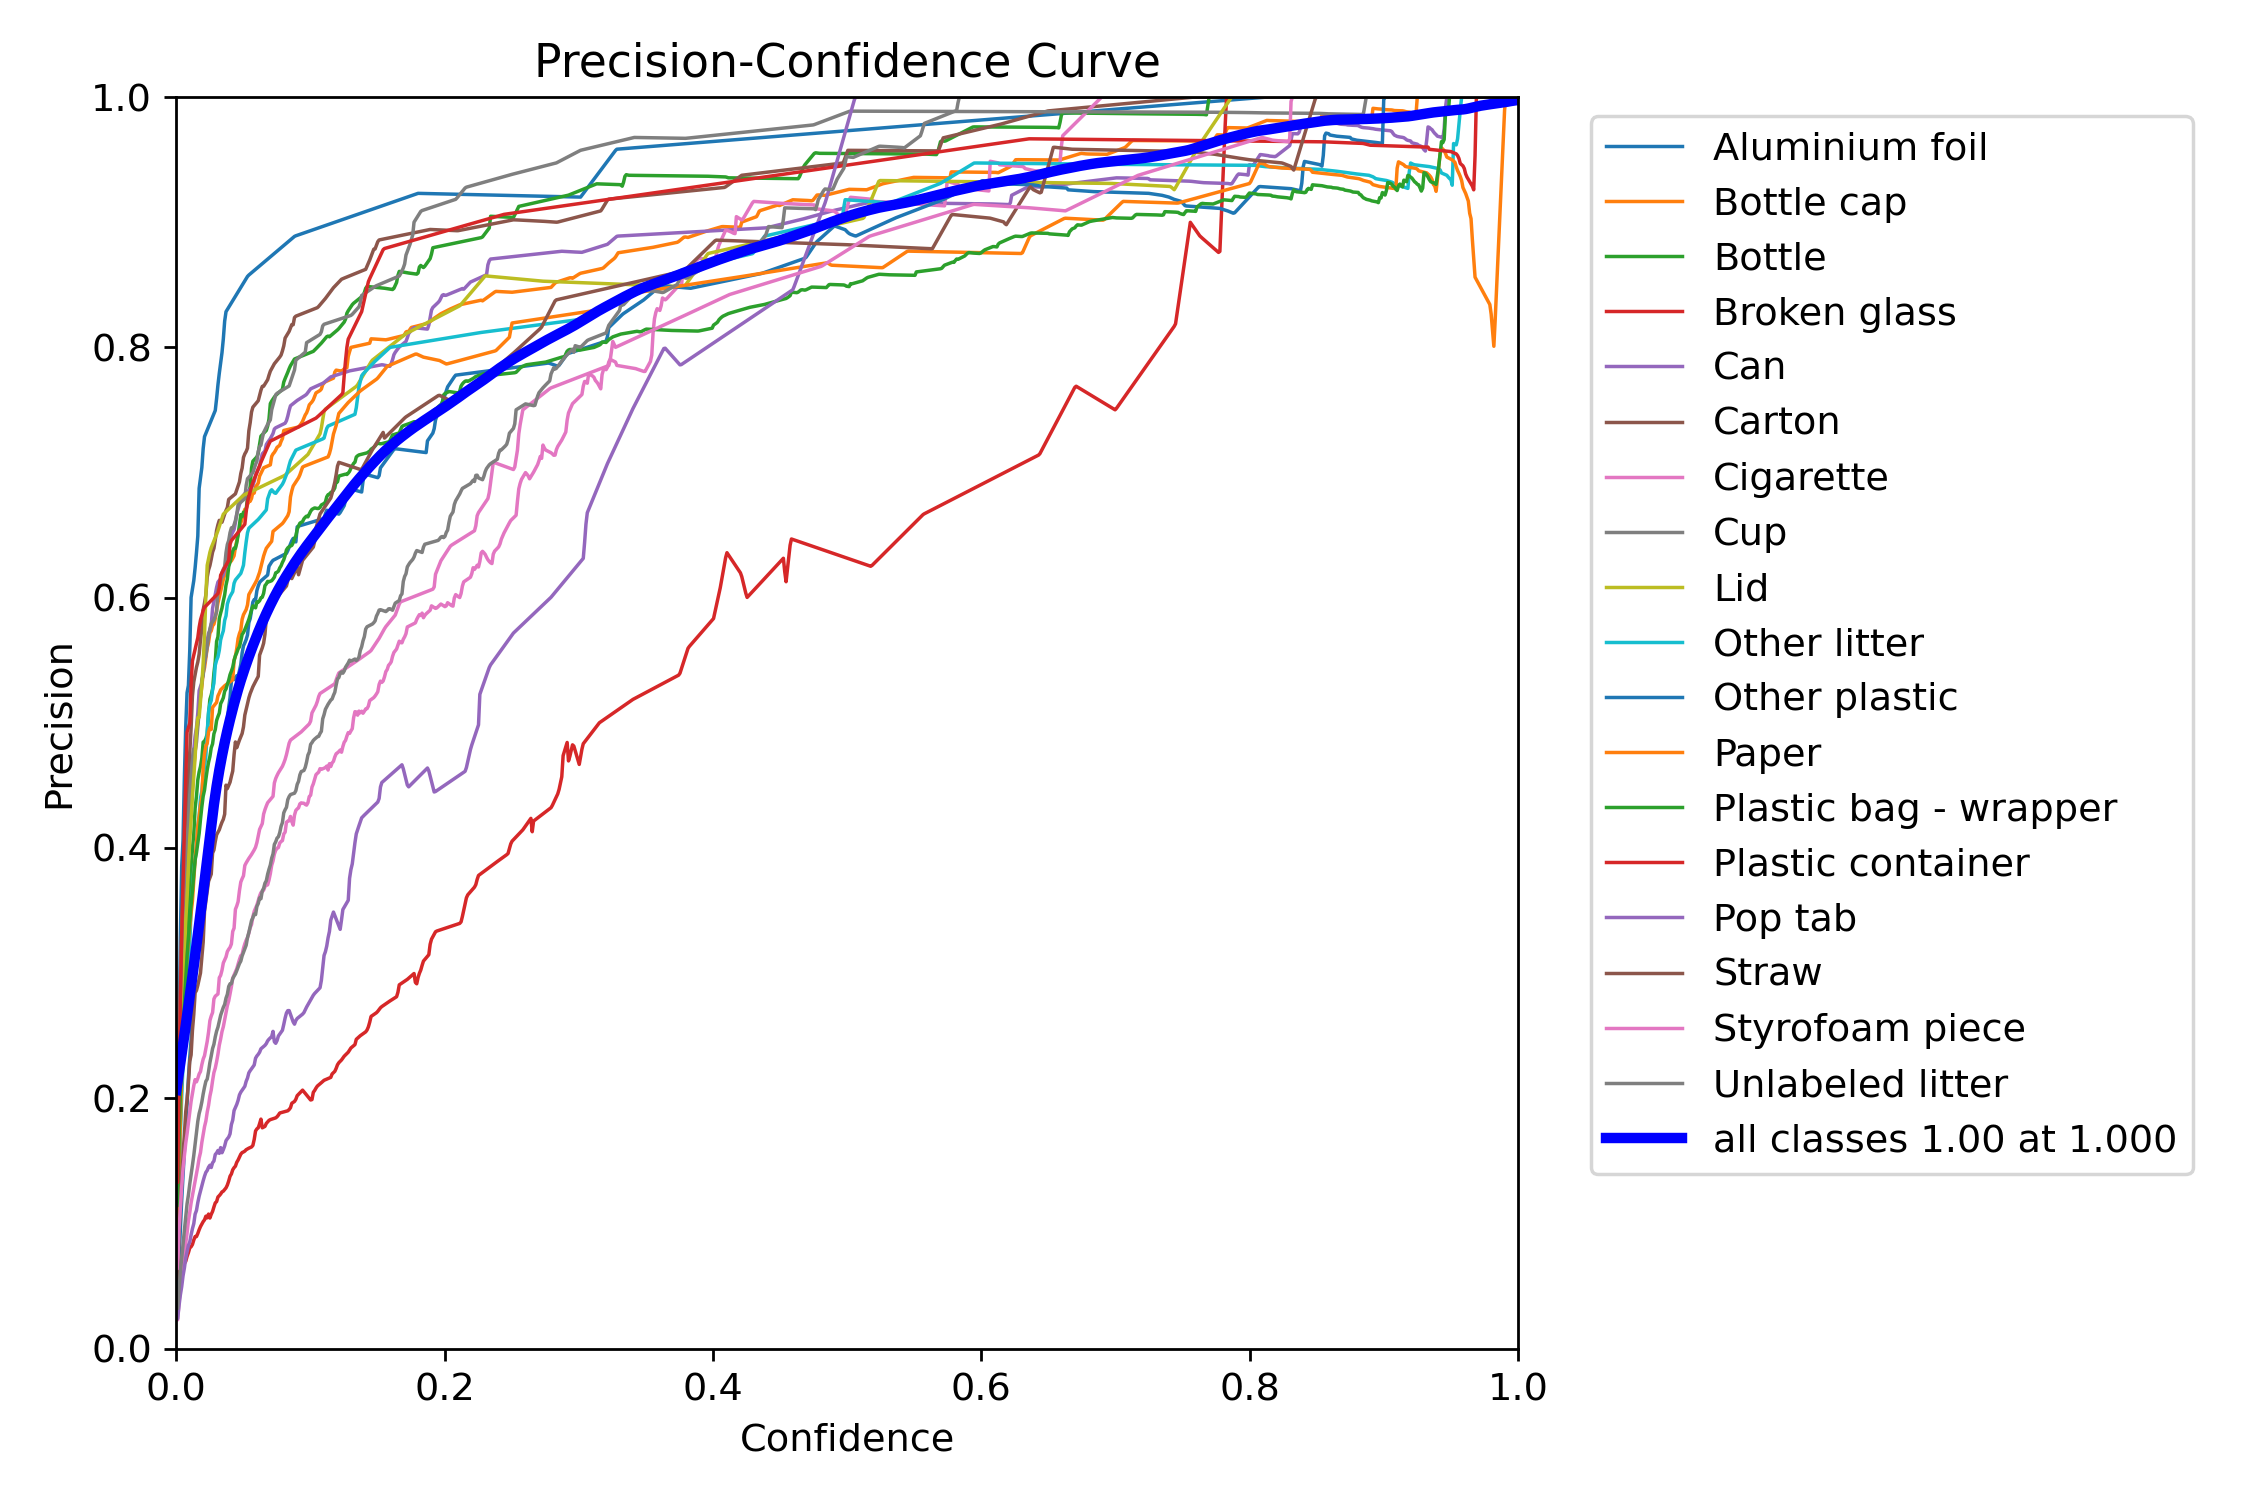 Precision-Confidence Curve
1.0
0.8
0.6
0.4
0.2
0.0
Precision
0.0 0.2 0.4 0.6 0.8 1.0
Confidence
Aluminium foil
Bottle cap
Bottle
Broken glass
Can
Carton
Cigarette
Cup
Lid
Other litter
Other plastic
Paper
Plastic bag - wrapper
Plastic container
Pop tab
Straw
Styrofoam piece
Unlabeled litter
all classes 1.00 at 1.000